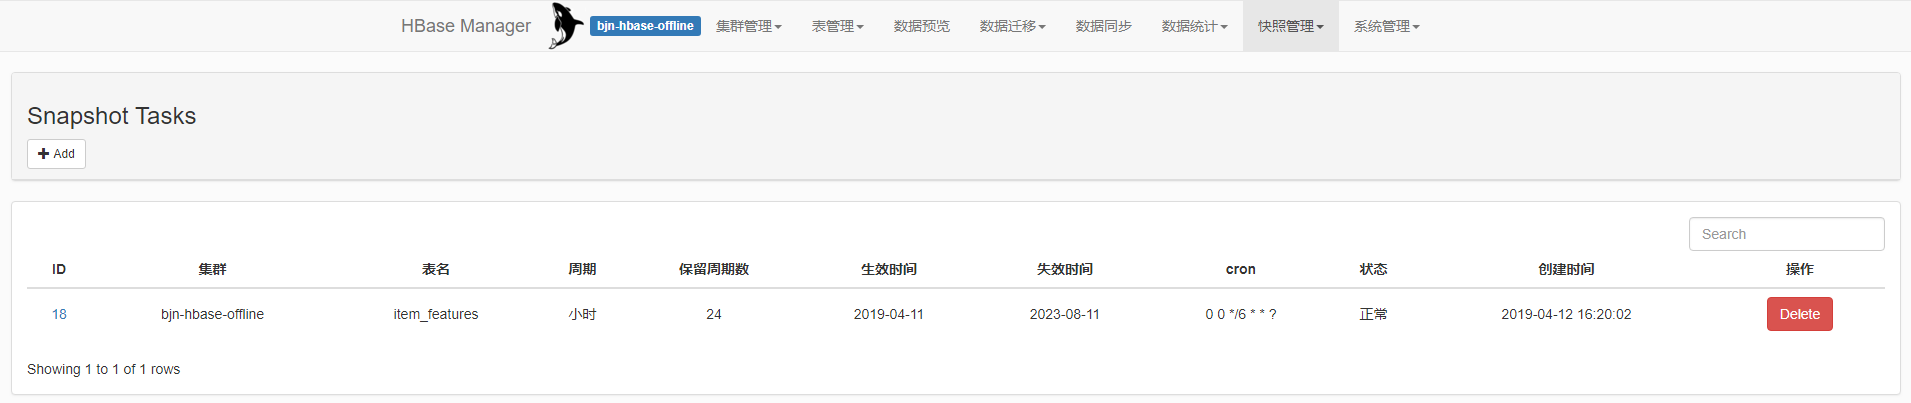 HBase Manager bjn-hbase-offline 集群管理 表管理 数据预览 数据迁移 数据同步 数据统计 快照管理 系统管理
Snapshot Tasks
Add
Search
ID 集群 表名 周期 保留周期数 生效时间 失效时间 cron 状态 创建时间 操作
18 bjn-hbase-offline item_features 小时 24 2019-04-11 2023-08-11 0 0 */6 * * ? 正常 2019-04-12 16:20:02 Delete
Showing 1 to 1 of 1 rows